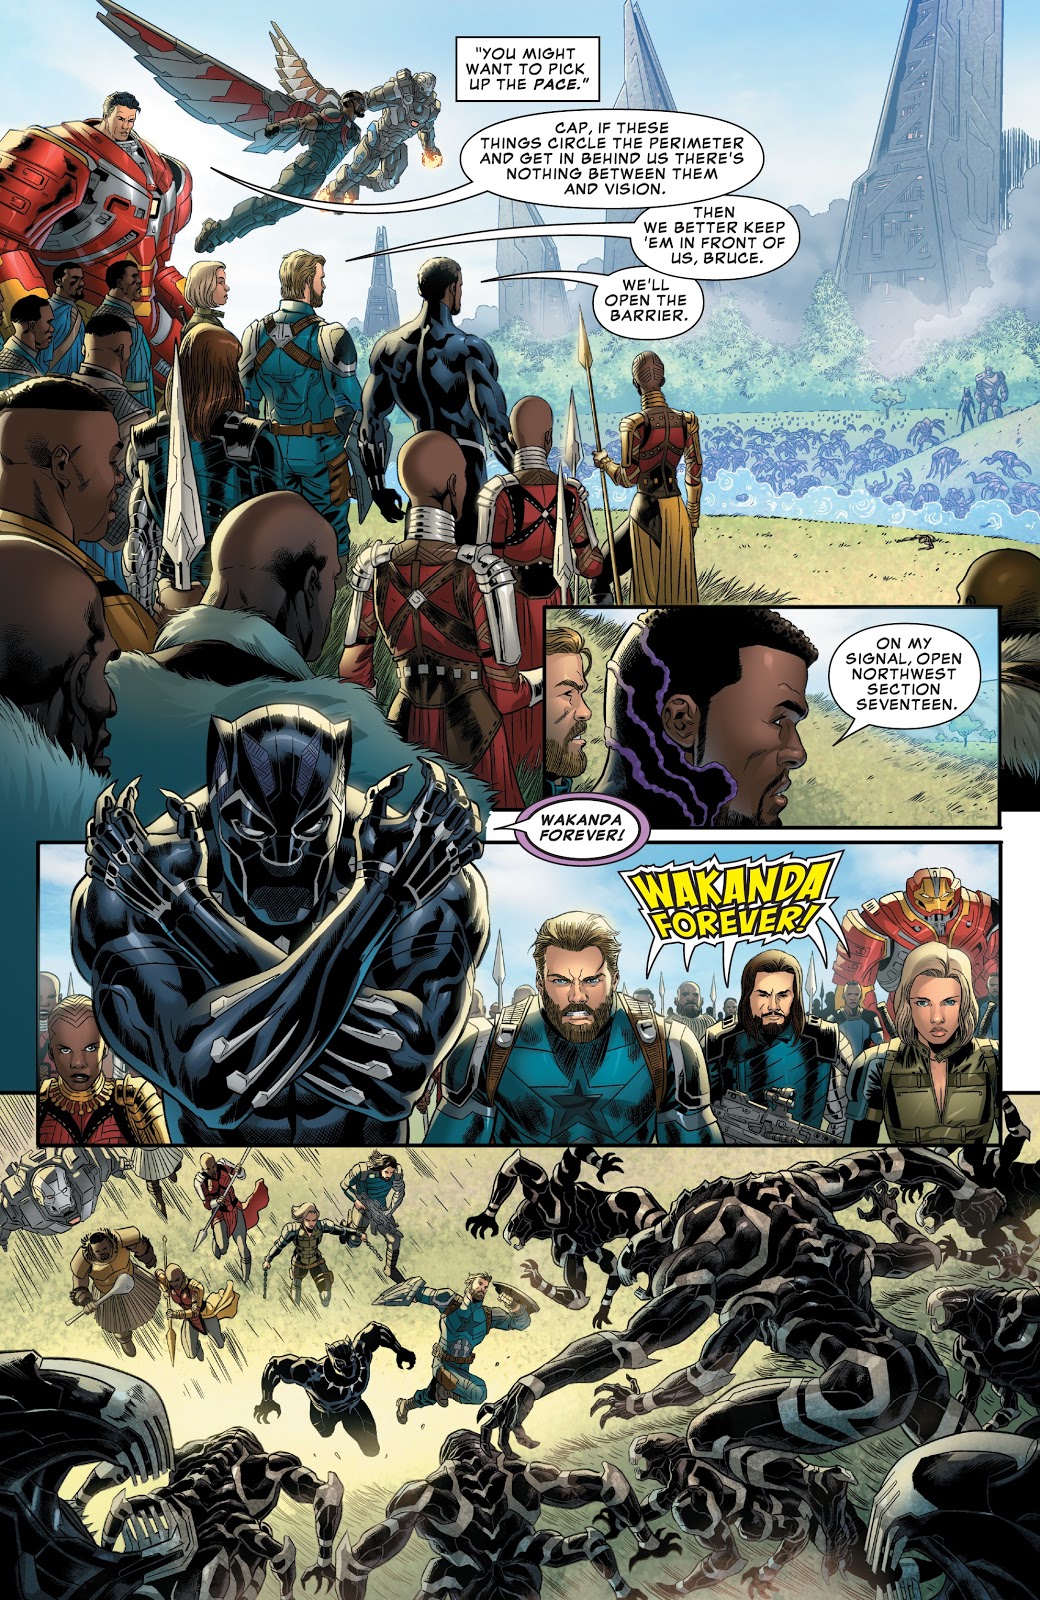 "YOU MIGHT
WANT TO PICK
UP THE PACE."
CAP, IF THESE
THINGS CIRCLE THE PERIMETER
AND GET IN BEHIND US THERE'S
NOTHING BETWEEN THEM
AND VISION.
THEN
WE BETTER KEEP
'EM IN FRONT OF
US, BRUCE.
WE'LL
OPEN THE
BARRIER.
ON MY
SIGNAL, OPEN
NORTHWEST
SECTION
SEVENTEEN.
WAKANDA
FOREVER!
WAKANDA
FOREVER!